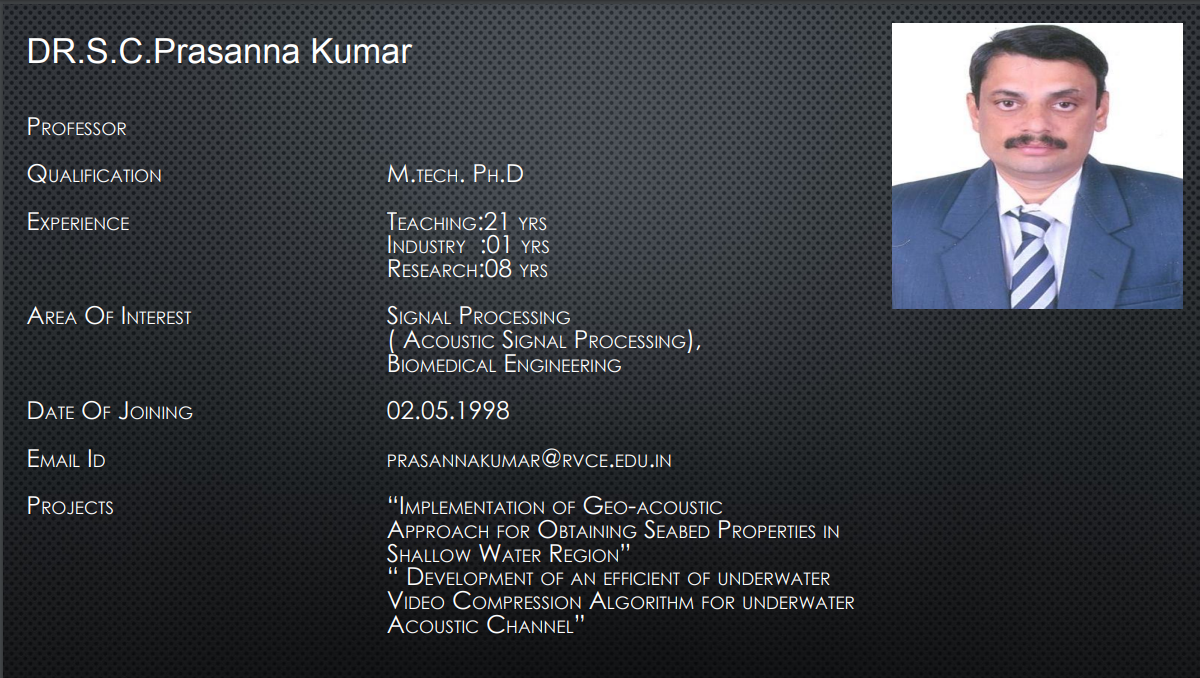 DR.S.C.Prasanna Kumar
Professor
Qualification M.tech. Ph.D
Experience Teaching:21 yrs
Industry :01 yrs
Research:08 yrs
Area Of Interest Signal Processing
( Acoustic Signal Processing),
Biomedical Engineering
Date Of Joining 02.05.1998
Email Id prasannakumar@rvce.edu.in
Projects “Implementation of Geo-acoustic
Approach for Obtaining Seabed Properties in
Shallow Water Region”
“ Development of an efficient of underwater
Video Compression Algorithm for underwater
Acoustic Channel”